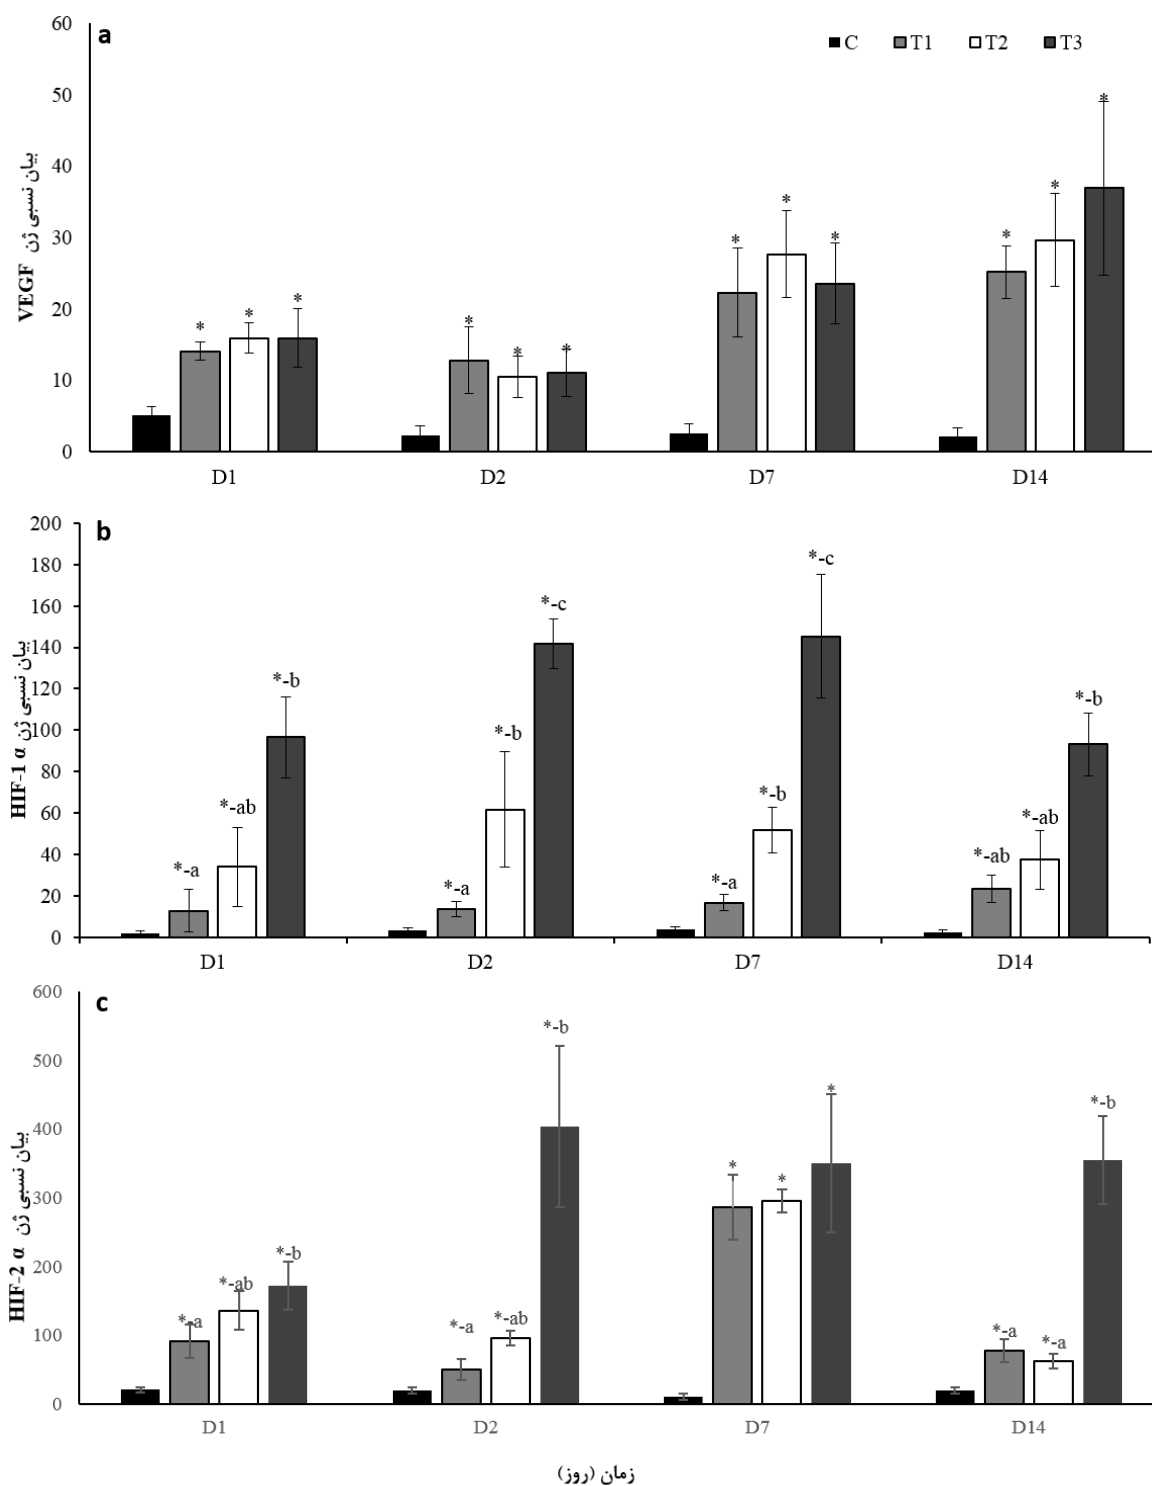 a
C T1 T2 T3
بیان نسبی ژن VEGF
60
50
40
30
20
10
0
* * * * * * * * * * * *
D1 D2 D7 D14
b
بیان نسبی ژن HIF-1 α
200
180
160
140
120
100
80
60
40
20
0
*-a *-ab *-b *-a *-b *-c *-a *-b *-c *-ab *-ab *-b
D1 D2 D7 D14
c
بیان نسبی ژن HIF-2 α
600
500
400
300
200
100
0
*-a *-ab *-b *-a *-ab *-b * * * *-a *-a *-b
D1 D2 D7 D14
زمان (روز)